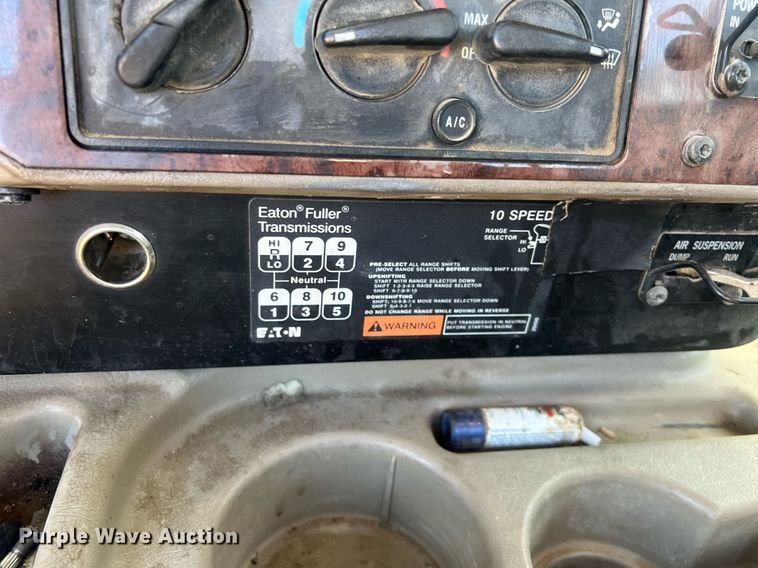 MAX
OF
A/C
POW
IN
Eaton® Fuller®
Transmissions
10 SPEED
RANGE
SELECTOR
HI
LO
HI 7 9
R
LO 2 4
Neutral
6 8 10
1 3 5
EATON
PRE-SELECT ALL RANGE SHIFTS
(MOVE RANGE SELECTOR BEFORE MOVING SHIFT LEVER)
UPSHIFTING
START WITH RANGE SELECTOR DOWN
SHIFT 1-2-3-4-5 RAISE RANGE SELECTOR
SHIFT 6-7-8-9-10
DOWNSHIFTING
SHIFT: 10-9-8-7-6 MOVE RANGE SELECTOR DOWN
SHIFT 5-4-3-2-1
DO NOT CHANGE RANGE WHILE MOVING IN REVERSE
WARNING
PUT TRANSMISSION IN NEUTRAL
BEFORE STARTING ENGINE.
AIR SUSPENSION
DUMP RUN
Purple Wave Auction